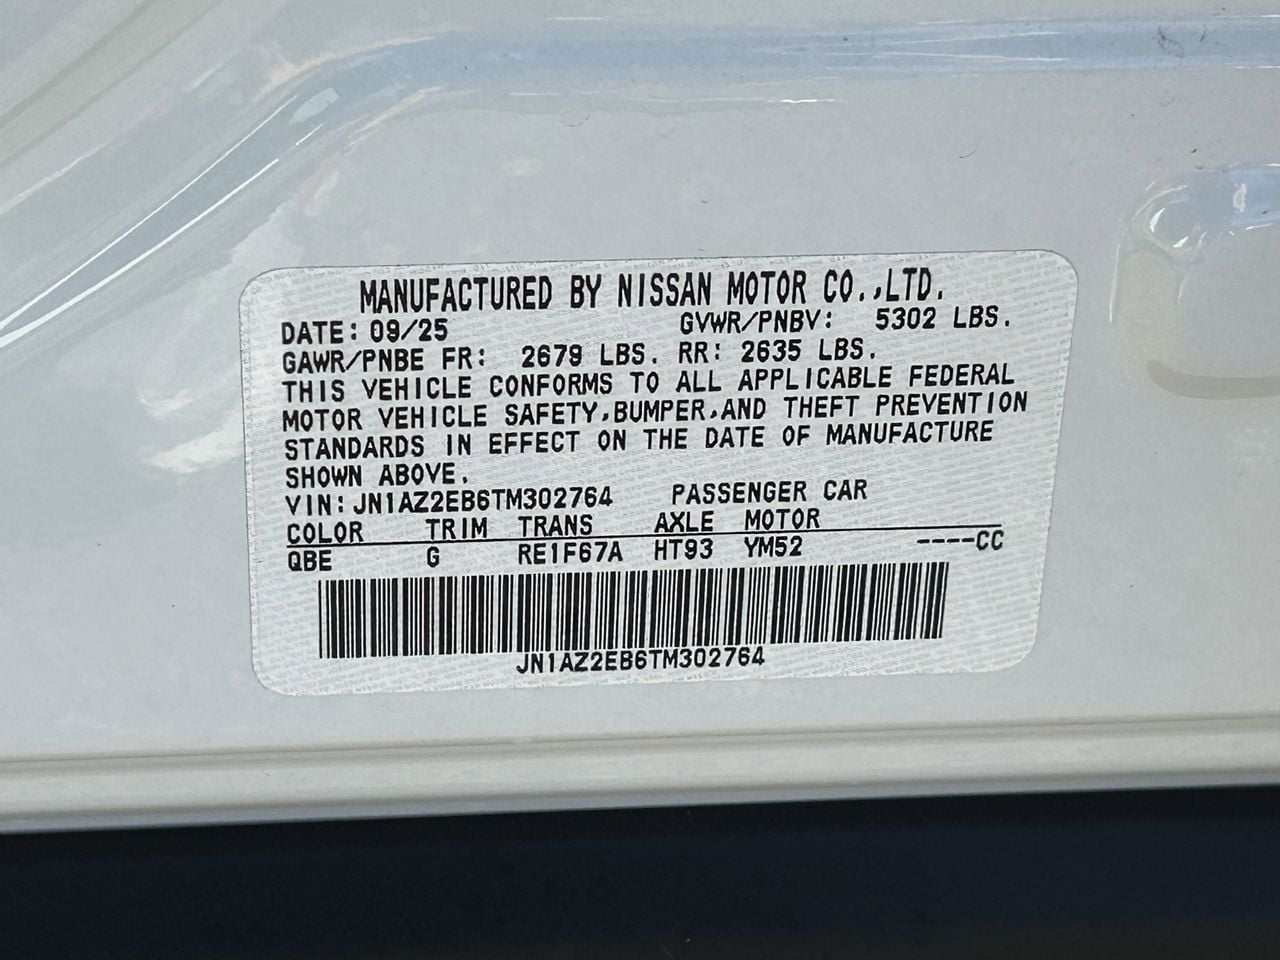 MANUFACTURED BY NISSAN MOTOR CO.,LTD.
DATE: 09/25 GVWR/PNBV: 5302 LBS.
GAWR/PNBE FR: 2679 LBS. RR: 2635 LBS.
THIS VEHICLE CONFORMS TO ALL APPLICABLE FEDERAL
MOTOR VEHICLE SAFETY,BUMPER,AND THEFT PREVENTION
STANDARDS IN EFFECT ON THE DATE OF MANUFACTURE
SHOWN ABOVE.
VIN:JN1AZ2EB6TM302764 PASSENGER CAR
COLOR TRIM TRANS AXLE MOTOR
QBE G RE1F67A HT93 YM52 ----CC
JN1AZ2EB6TM302764